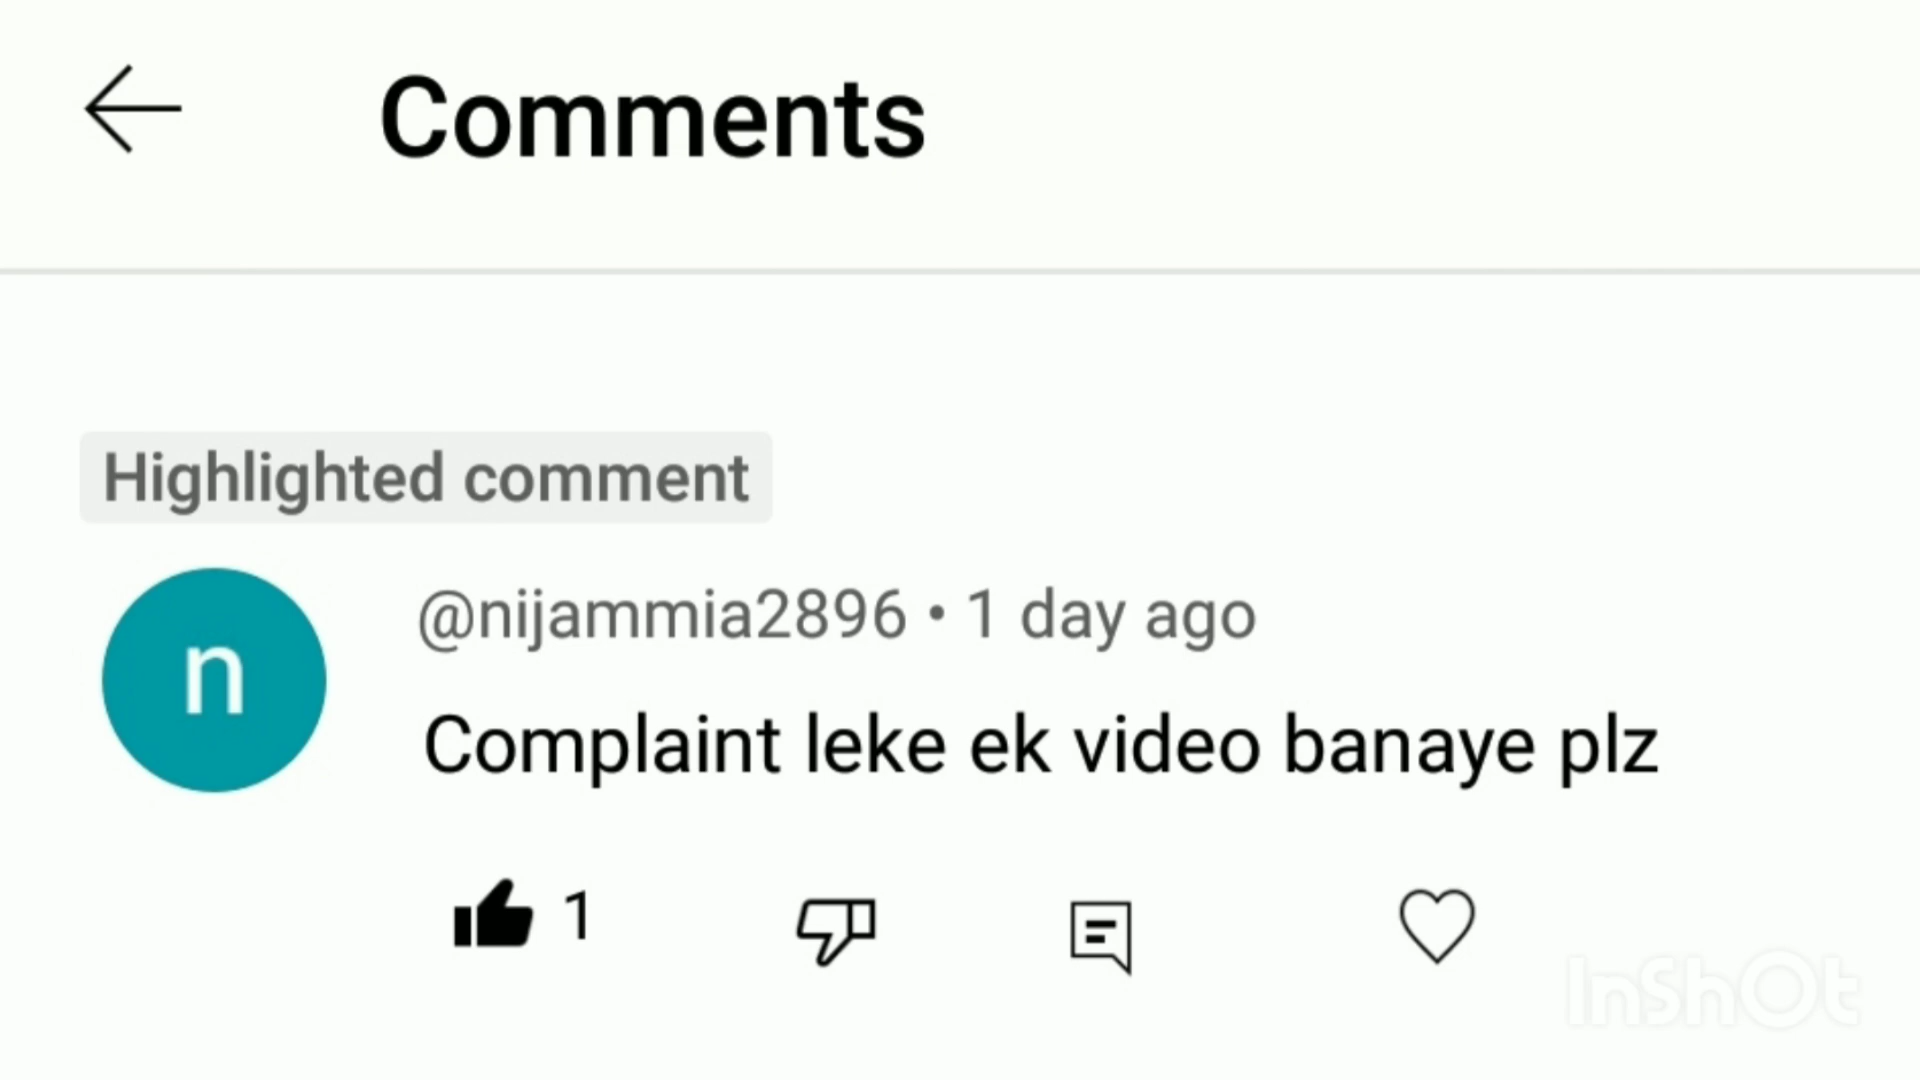 Comments
Highlighted comment
n
@nijammia2896 • 1 day ago
Complaint leke ek video banaye plz
1
InShOt